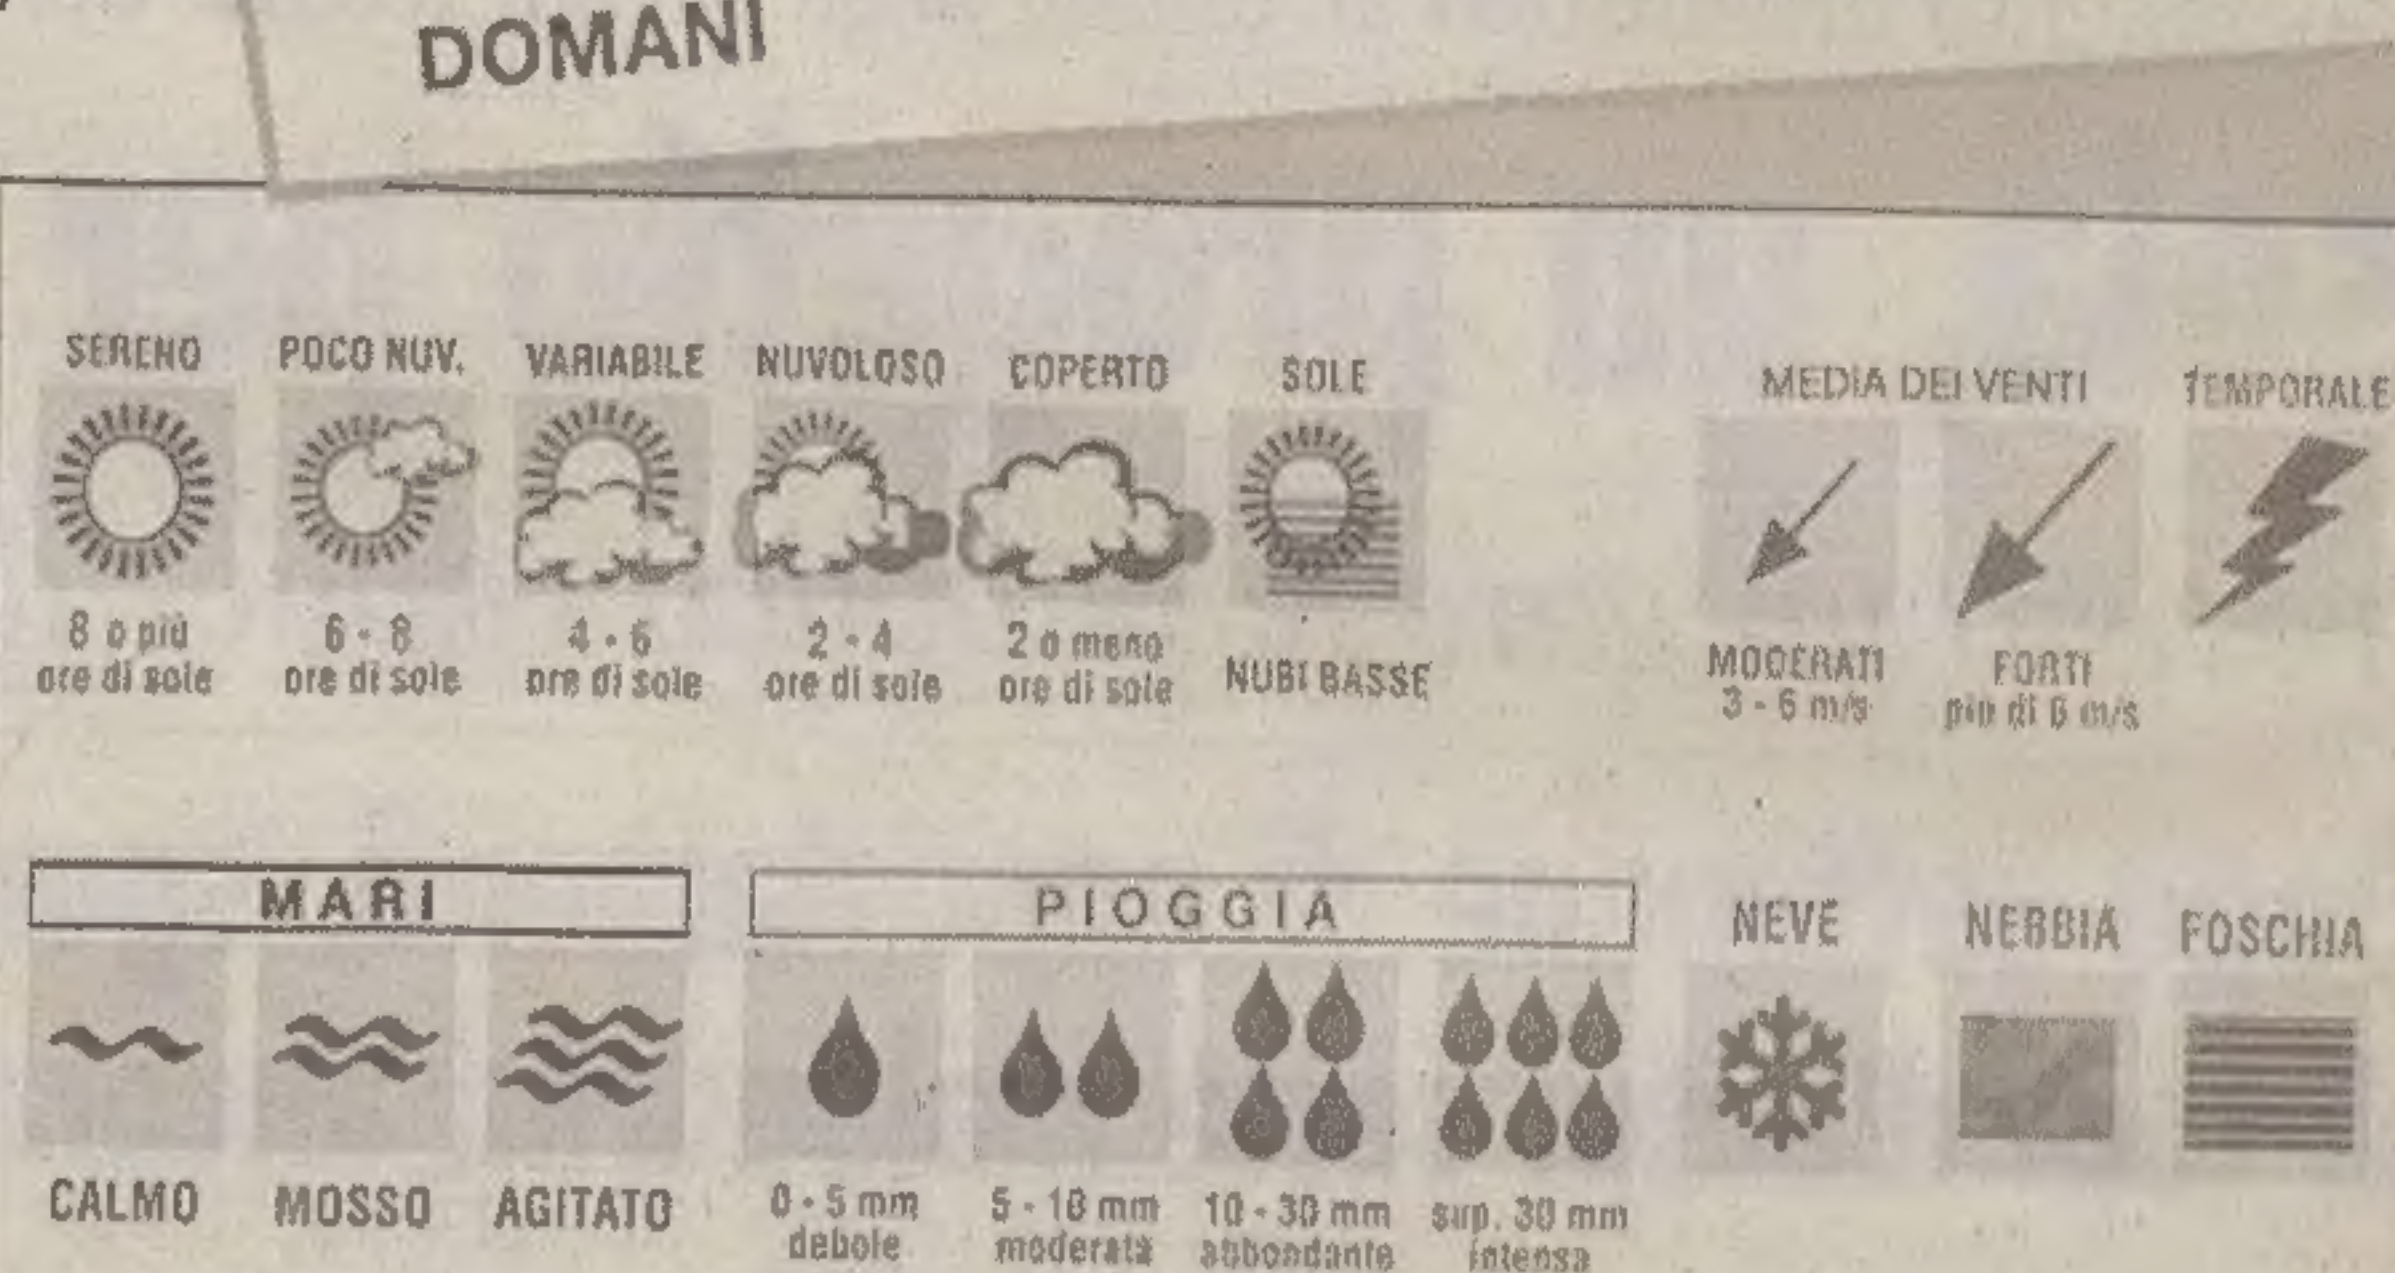 DOMANI
SERENO POCO NUV. VARIABILE NUVOLOSO COPERTO SOLE MEDIA DEI VENTI TEMPORALE
8 o più 6 - 8 4 - 6 2 - 4 2 o meno
ore di sole ore di sole ore di sole ore di sole ore di sole NUBI BASSE
MODERATI FORTI
3 - 6 m/s più di 6 m/s
MARI PIOGGIA NEVE NEBBIA FOSCHIA
CALMO MOSSO AGITATO
0 - 5 mm 5 - 10 mm 10 - 30 mm sup. 30 mm
debole moderata abbondante intensa